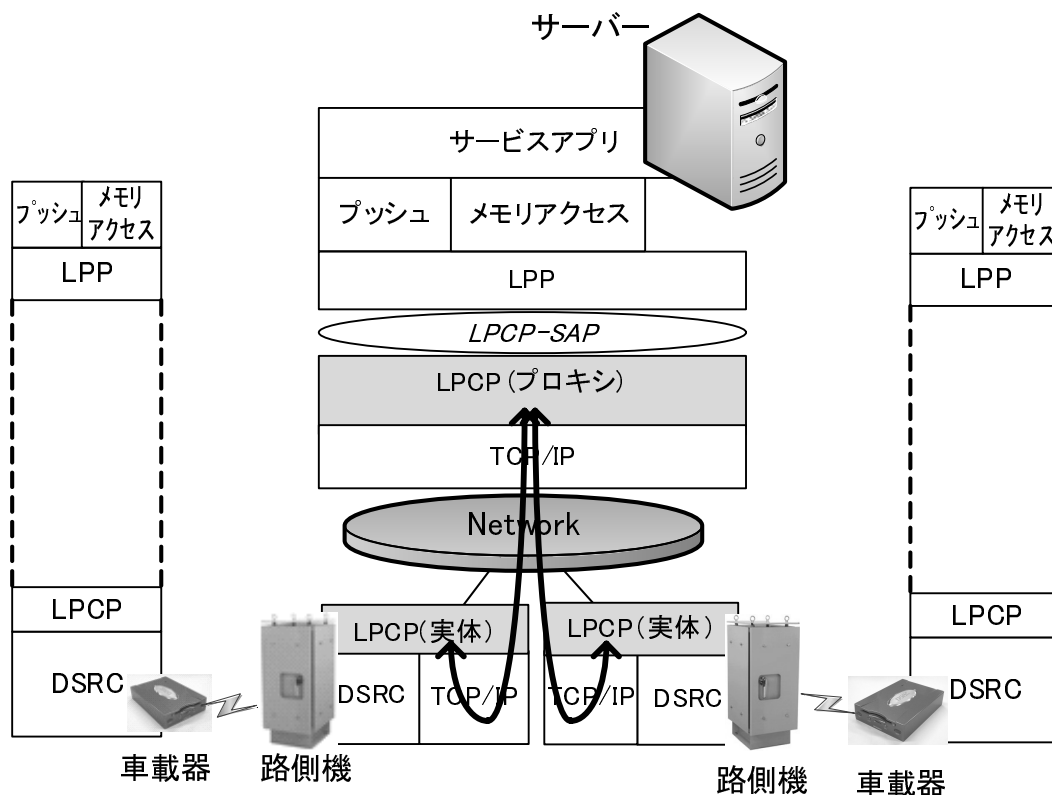 サーバー
サービスアプリ
プッシュ
メモリアクセス
LPP
LPCP-SAP
LPCP(プロキシ)
TCP/IP
Network
プッシュ
メモリ
アクセス
LPP
LPCP
DSRC
車載器
路側機
LPCP(実体)
DSRC
TCP/IP
LPCP(実体)
TCP/IP
DSRC
路側機
プッシュ
メモリ
アクセス
LPP
LPCP
DSRC
車載器